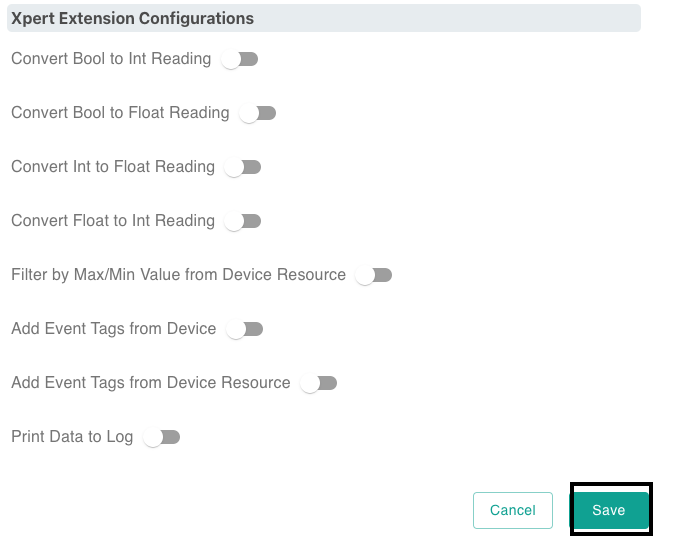 Xpert Extension Configurations
Convert Bool to Int Reading
Convert Bool to Float Reading
Convert Int to Float Reading
Convert Float to Int Reading
Filter by Max/Min Value from Device Resource
Add Event Tags from Device
Add Event Tags from Device Resource
Print Data to Log
Cancel Save